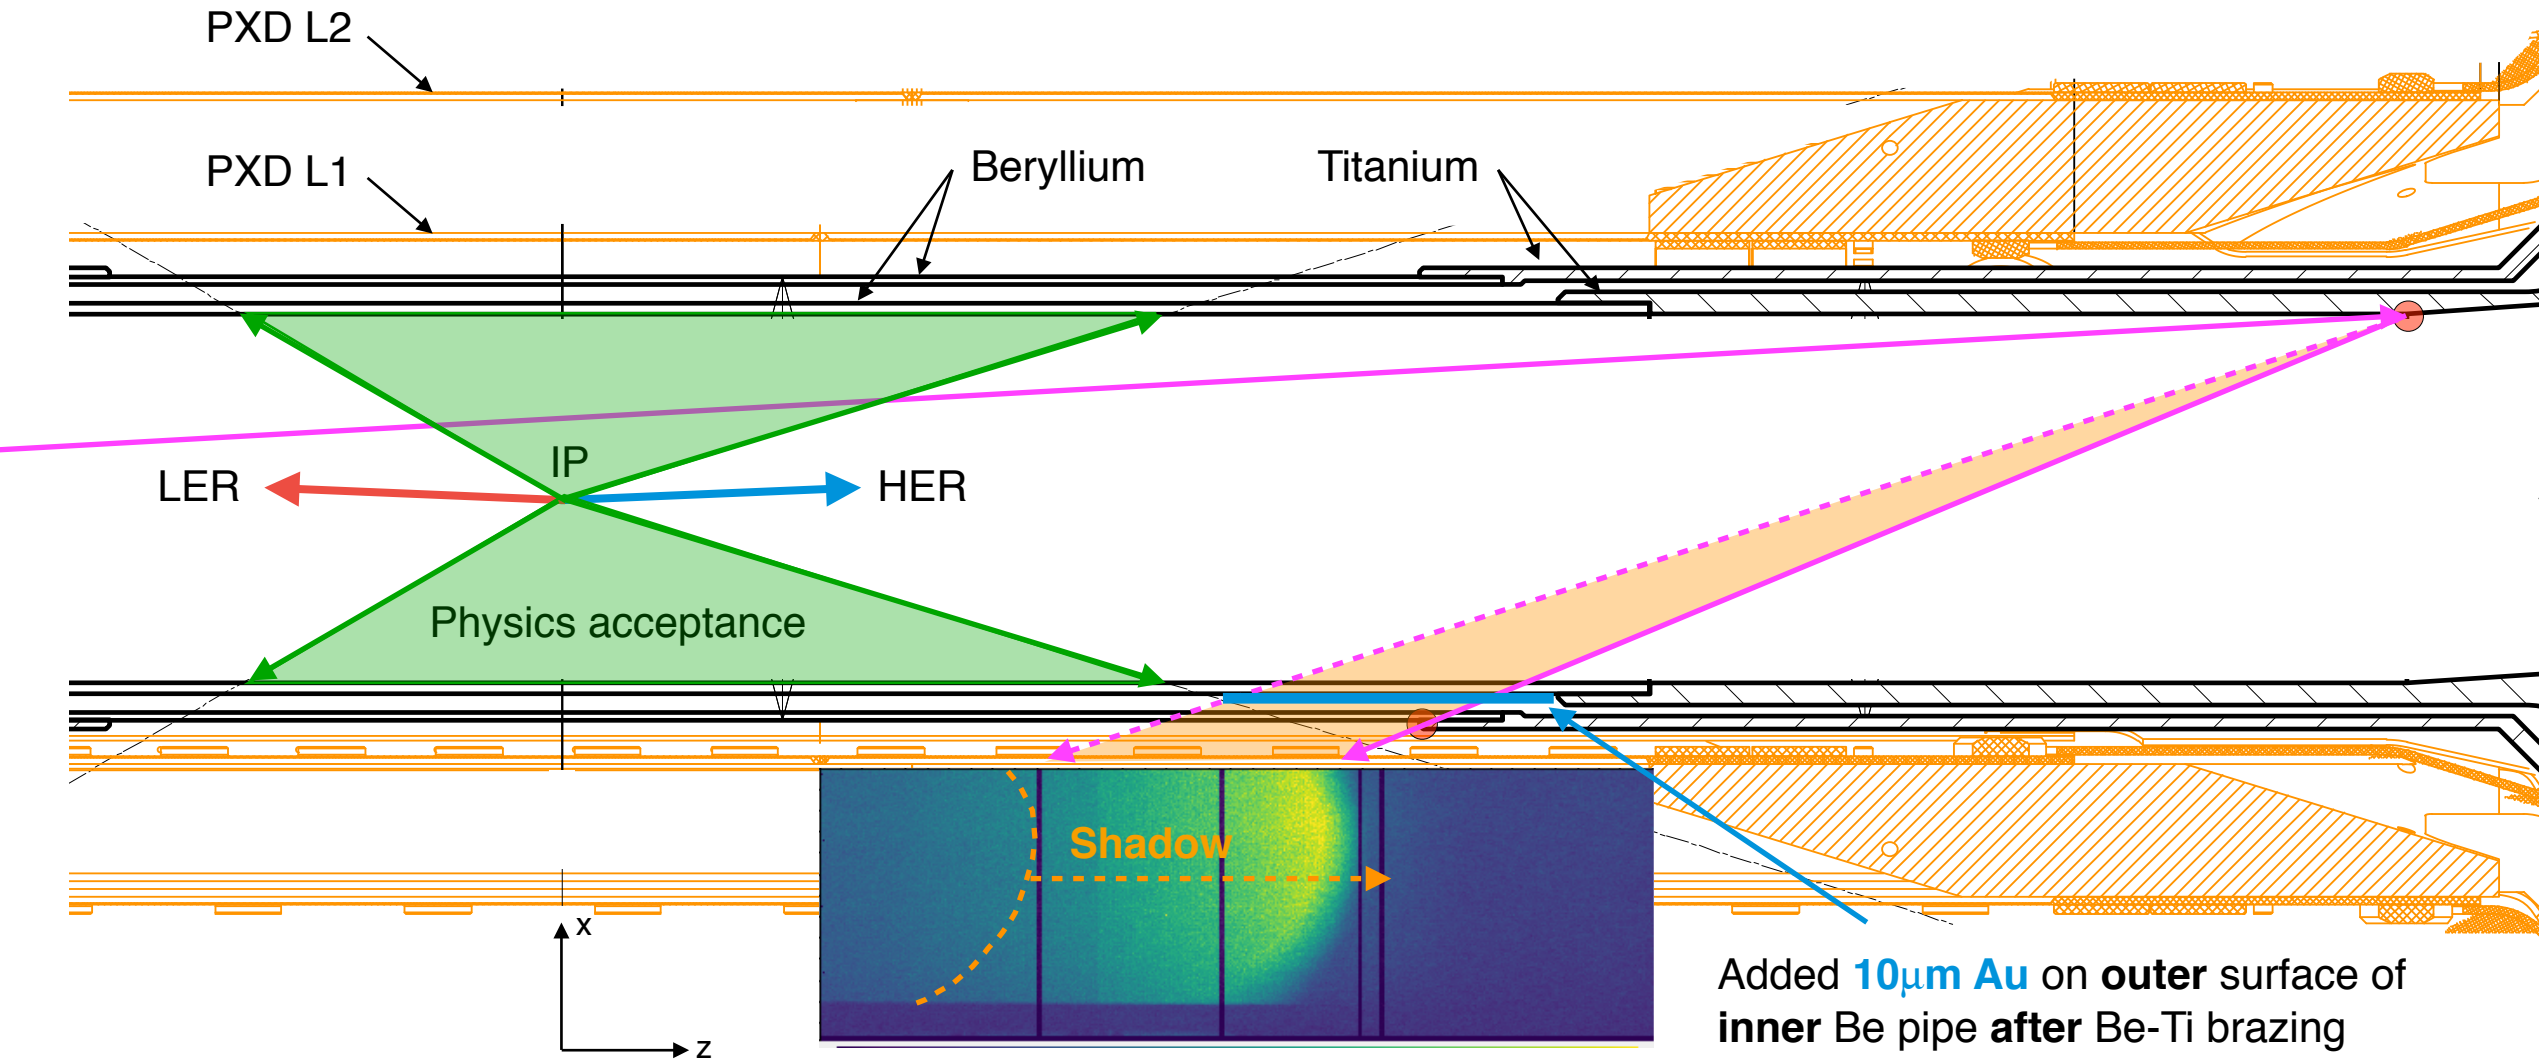 PXD L2
PXD L1
Beryllium
Titanium
IP
LER
HER
Physics acceptance
Shadow
x
z
Added 10μm Au on outer surface of
inner Be pipe after Be-Ti brazing